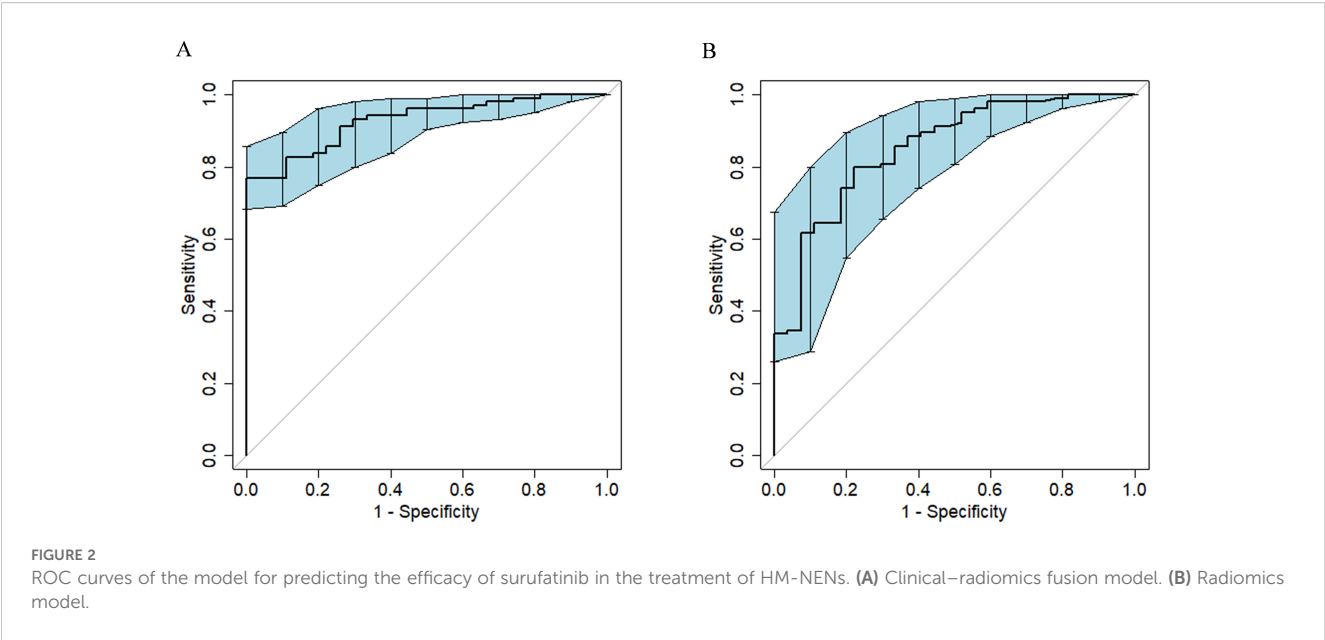 A
B
1.0
0.8
0.6
0.4
0.2
0.0
Sensitivity
0.0 0.2 0.4 0.6 0.8 1.0
1 - Specificity
1.0
0.8
0.6
0.4
0.2
0.0
Sensitivity
0.0 0.2 0.4 0.6 0.8 1.0
1 - Specificity
FIGURE 2
ROC curves of the model for predicting the efficacy of surufatinib in the treatment of HM-NENs. (A) Clinical–radiomics fusion model. (B) Radiomics
model.